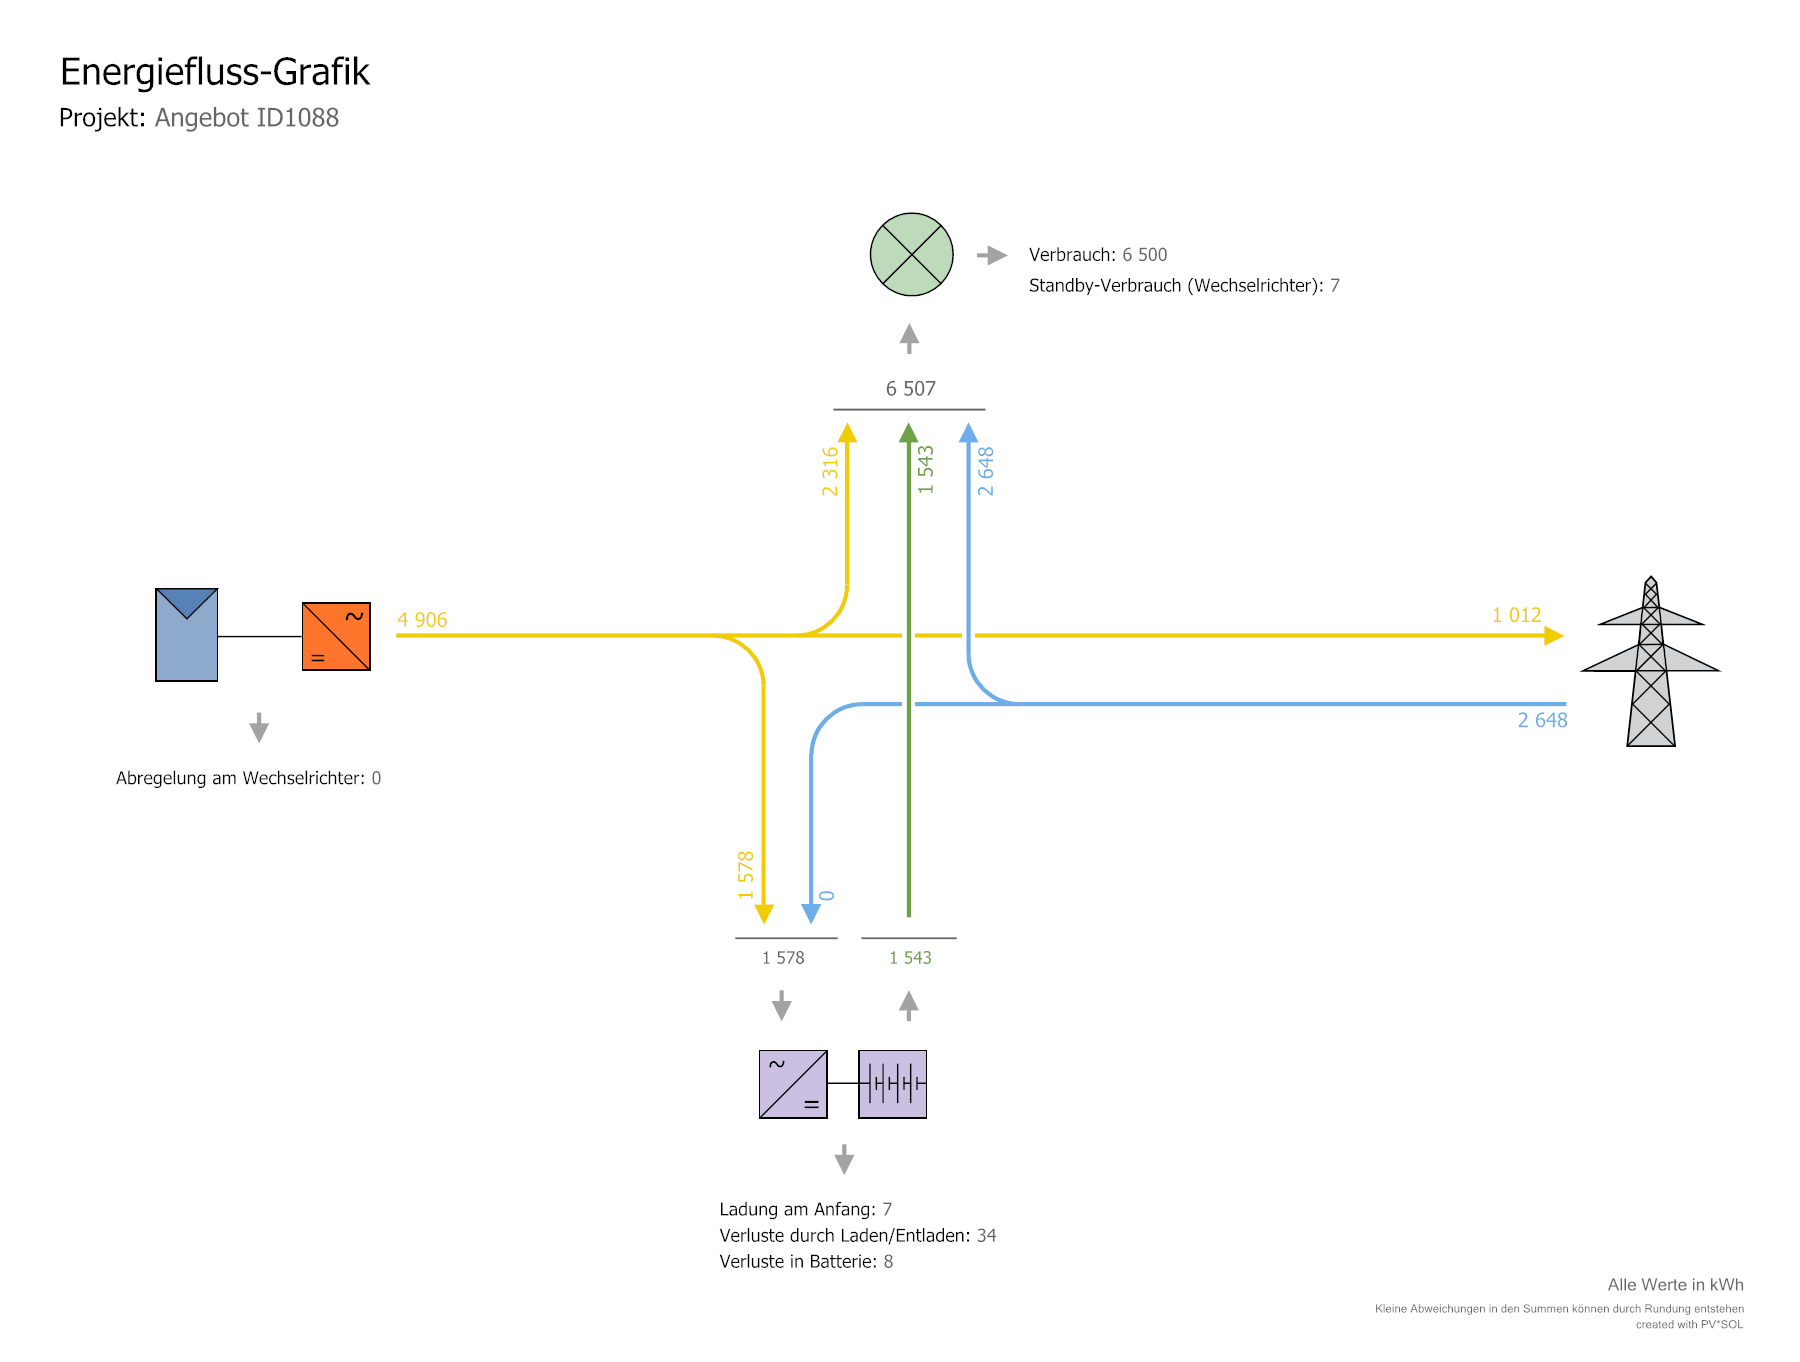 Energiefluss-Grafik
Projekt: Angebot ID1088
Verbrauch: 6 500
Standby-Verbrauch (Wechselrichter): 7
6 507
2 316
1 543
2 648
4 906
1 012
2 648
Abregelung am Wechselrichter: 0
1 578
0
1 578
1 543
~
=
~
=
Ladung am Anfang: 7
Verluste durch Laden/Entladen: 34
Verluste in Batterie: 8
Alle Werte in kWh
Kleine Abweichungen in den Summen können durch Rundung entstehen
created with PV*SOL